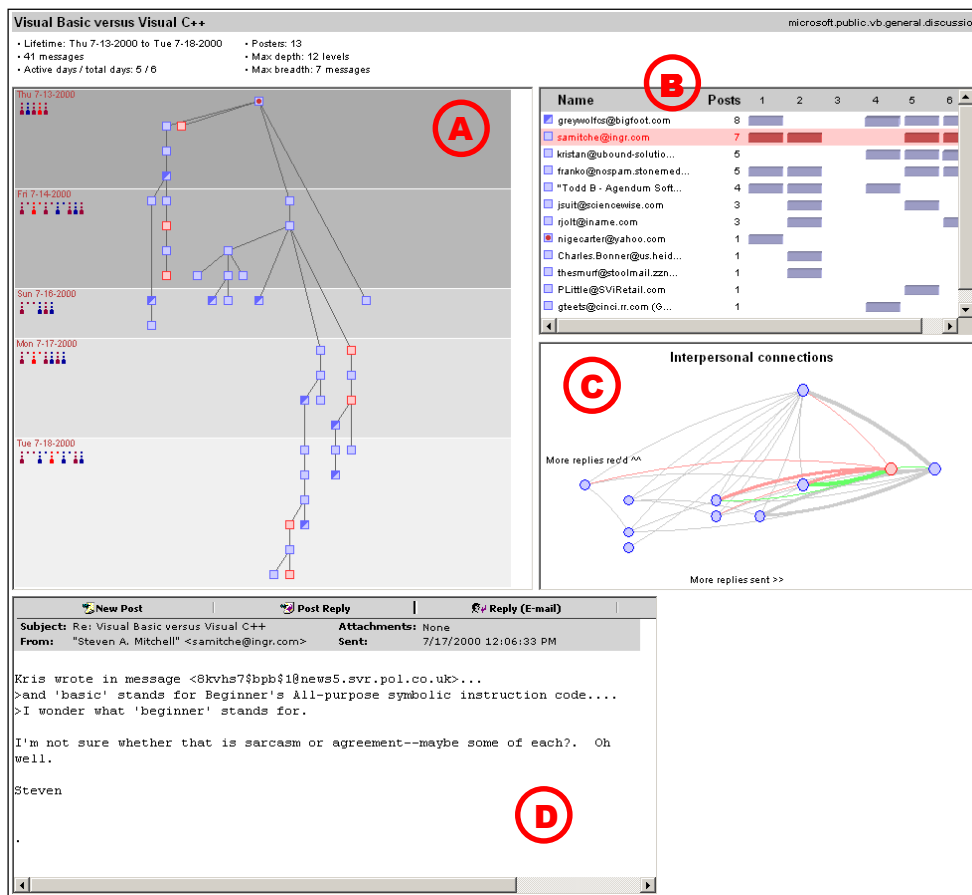 Visual Basic versus Visual C++
microsoft.public.vb.general.discussio
• Lifetime: Thu 7-13-2000 to Tue 7-18-2000
• Posters: 13
• 41 messages
• Max depth: 12 levels
• Active days / total days: 5 / 6
• Max breadth: 7 messages
Thu 7-13-2000
A
Fri 7-14-2000
Sun 7-16-2000
Mon 7-17-2000
Tue 7-18-2000
B
Name Posts 1 2 3 4 5 6
greywolfcs@bigfoot.com 8
samitche@ingr.com 7
kristan@ubound-solutio... 5
franko@nospam.stonemed... 5
"Todd B - Agendum Soft... 4
jsuit@sciencewise.com 3
rjolt@iname.com 3
nigecarter@yahoo.com 1
Charles.Bonner@us.heid... 1
thesmurf@stoolmail.zzn... 1
PLittle@SViRetail.com 1
gteets@cinci.rr.com (G... 1
Interpersonal connections
C
More replies rec'd ^^
More replies sent >>
New Post Post Reply Reply (E-mail)
Subject: Re: Visual Basic versus Visual C++ Attachments: None
From: "Steven A. Mitchell" <samitche@ingr.com> Sent: 7/17/2000 12:06:33 PM
Kris wrote in message <8kvhs7$bpb$1@news5.svr.pol.co.uk>...
>and 'basic' stands for Beginner's All-purpose symbolic instruction code....
>I wonder what 'beginner' stands for.
I'm not sure whether that is sarcasm or agreement--maybe some of each?. Oh
well.
Steven
D
.